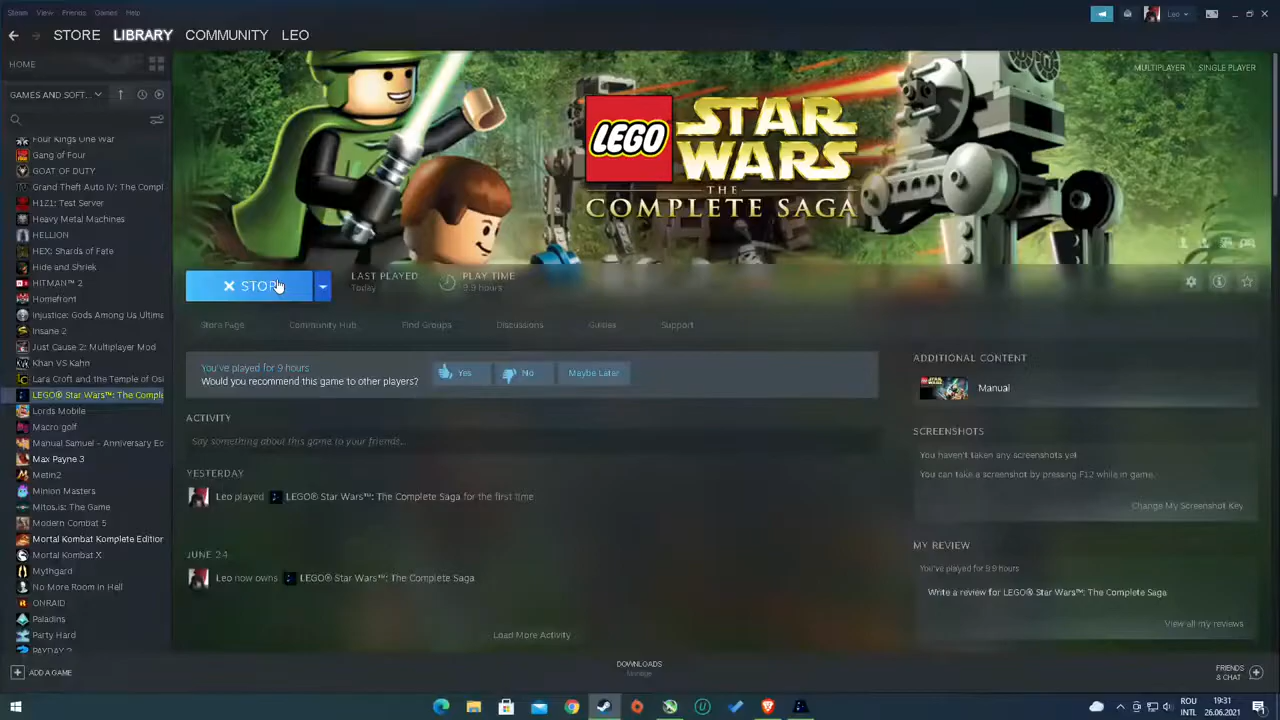 Steam View Friends Games Help
Leo
STORE LIBRARY COMMUNITY LEO
HOME
GAMES AND SOFT...
Four Kings One War
Gang of Four
GOAT OF DUTY
Grand Theft Auto IV: The Compl
H1Z1: Test Server
Heavy Metal Machines
HELLION
HEX: Shards of Fate
Hide and Shriek
HITMAN™ 2
Homefront
Injustice: Gods Among Us Ultima
Insane 2
Just Cause 2: Multiplayer Mod
Khan VS Kahn
Lara Croft and the Temple of Osi
LEGO® Star Wars™: The Comple
Lords Mobile
Macro golf
Manual Samuel - Anniversary Ec
Max Payne 3
Metin2
Minion Masters
Mitos.is: The Game
Modern Combat 5
Mortal Kombat Komplete Edition
Mortal Kombat X
Mythgard
No More Room in Hell
ONRAID
Paladins
Party Hard
PAYDAY 2
ADD A GAME
MULTIPLAYER SINGLE PLAYER
LEGO
STAR
WARS
THE
COMPLETE SAGA
STOP
LAST PLAYED
Today
PLAY TIME
9.9 hours
Store Page Community Hub Find Groups Discussions Guides Support
You've played for 9 hours
Would you recommend this game to other players?
Yes No Maybe Later
ACTIVITY
Say something about this game to your friends...
YESTERDAY
Leo played LEGO® Star Wars™: The Complete Saga for the first time
JUNE 24
Leo now owns LEGO® Star Wars™: The Complete Saga
Load More Activity
ADDITIONAL CONTENT
Manual
SCREENSHOTS
You haven't taken any screenshots yet
You can take a screenshot by pressing F12 while in game.
Change My Screenshot Key
MY REVIEW
You've played for 9.9 hours
Write a review for LEGO® Star Wars™: The Complete Saga
View all my reviews
DOWNLOADS
Manage
FRIENDS
& CHAT
ROU
INTL
19:31
26.06.2021